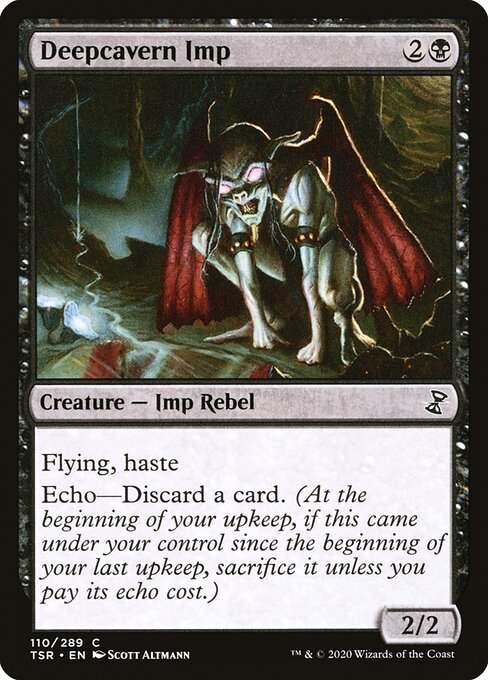 Deepcavern Imp 2
Creature — Imp Rebel
Flying, haste
Echo—Discard a card. (At the
beginning of your upkeep, if this came
under your control since the beginning of
your last upkeep, sacrifice it unless you
pay its echo cost.)
2/2
110/289 C
TSR • EN Scott Altmann
™ & © 2020 Wizards of the Coast